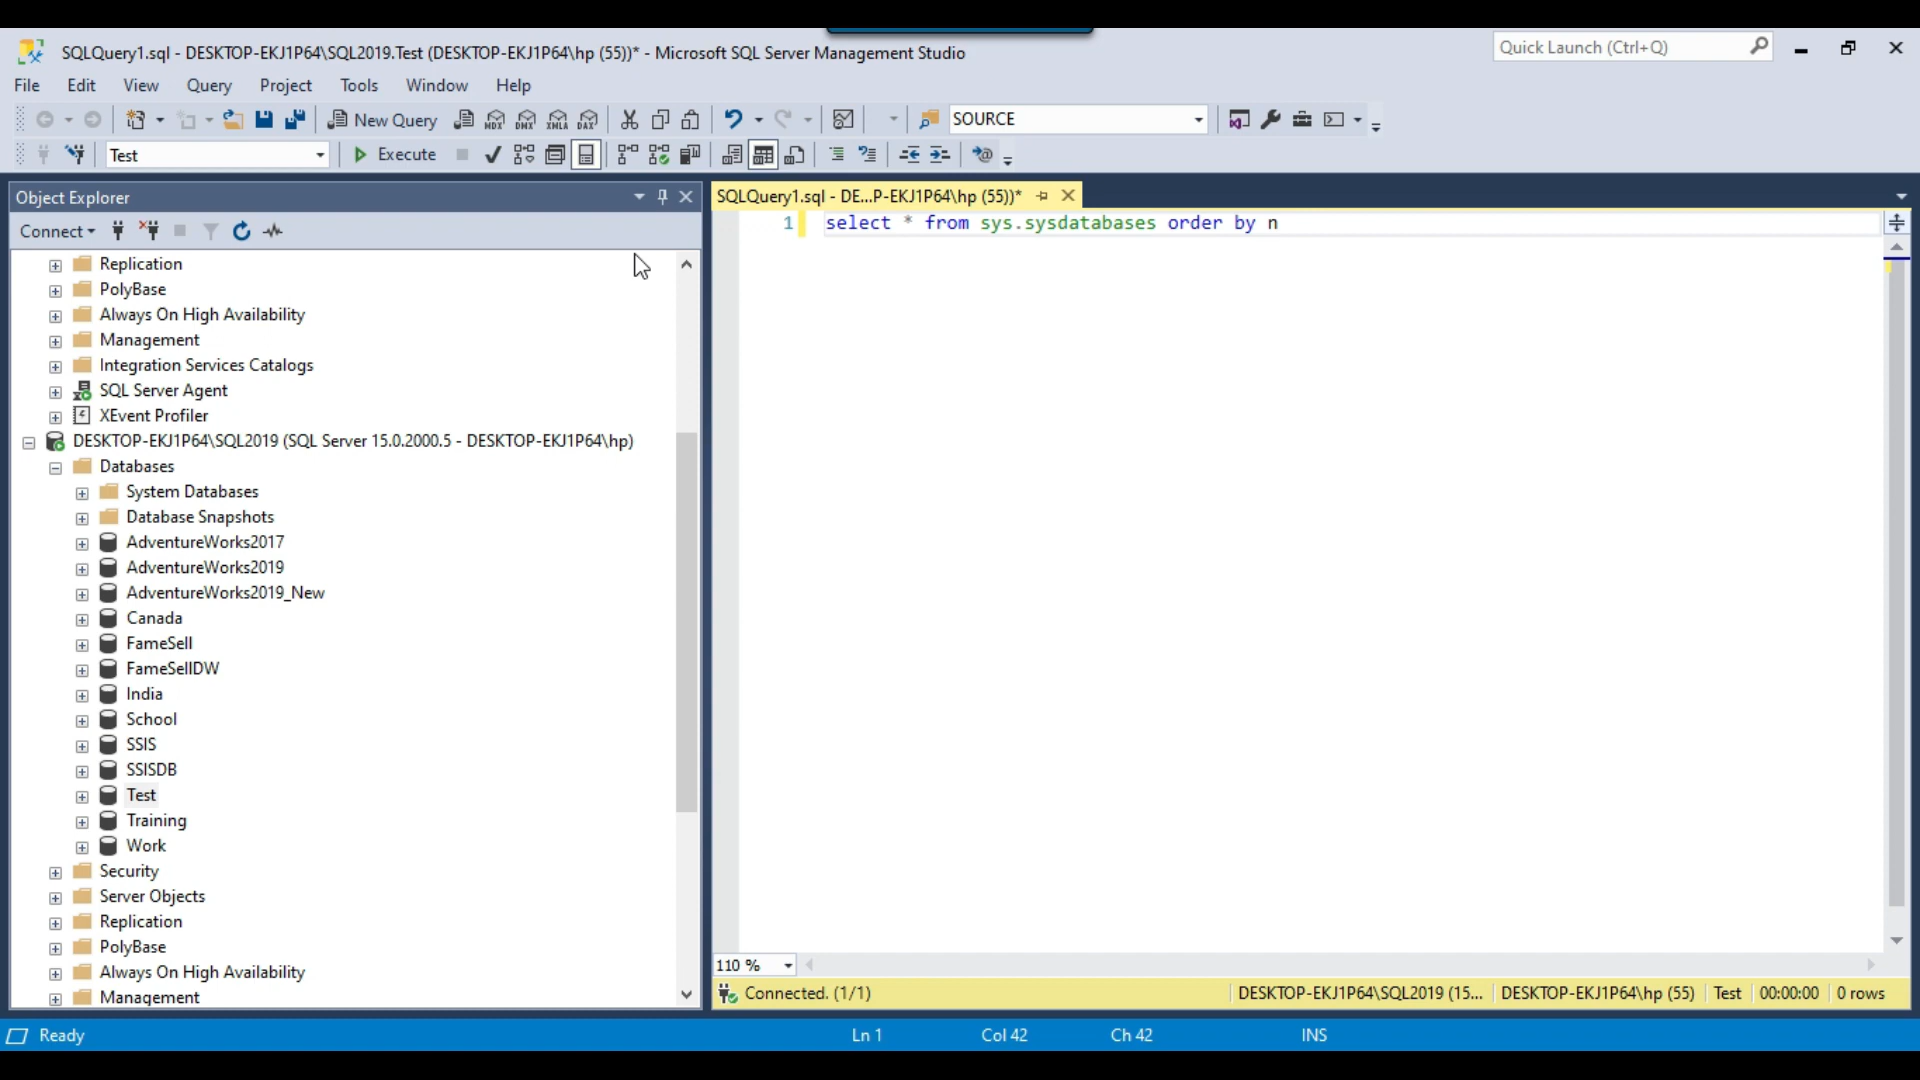 SQLQuery1.sql - DESKTOP-EKJ1P64\SQL2019.Test (DESKTOP-EKJ1P64\hp (55))* - Microsoft SQL Server Management Studio
Quick Launch (Ctrl+Q)
File Edit View Query Project Tools Window Help
New Query MDX DMX XMLA DAX SOURCE
Test Execute
Object Explorer
Connect
Replication
PolyBase
Always On High Availability
Management
Integration Services Catalogs
SQL Server Agent
XEvent Profiler
DESKTOP-EKJ1P64\SQL2019 (SQL Server 15.0.2000.5 - DESKTOP-EKJ1P64\hp)
Databases
System Databases
Database Snapshots
AdventureWorks2017
AdventureWorks2019
AdventureWorks2019_New
Canada
FameSell
FameSellDW
India
School
SSIS
SSISDB
Test
Training
Work
Security
Server Objects
Replication
PolyBase
Always On High Availability
Management
SQLQuery1.sql - DE...P-EKJ1P64\hp (55))*
1 select * from sys.sysdatabases order by n
110 %
Connected. (1/1) DESKTOP-EKJ1P64\SQL2019 (15... DESKTOP-EKJ1P64\hp (55) Test 00:00:00 0 rows
Ready Ln 1 Col 42 Ch 42 INS